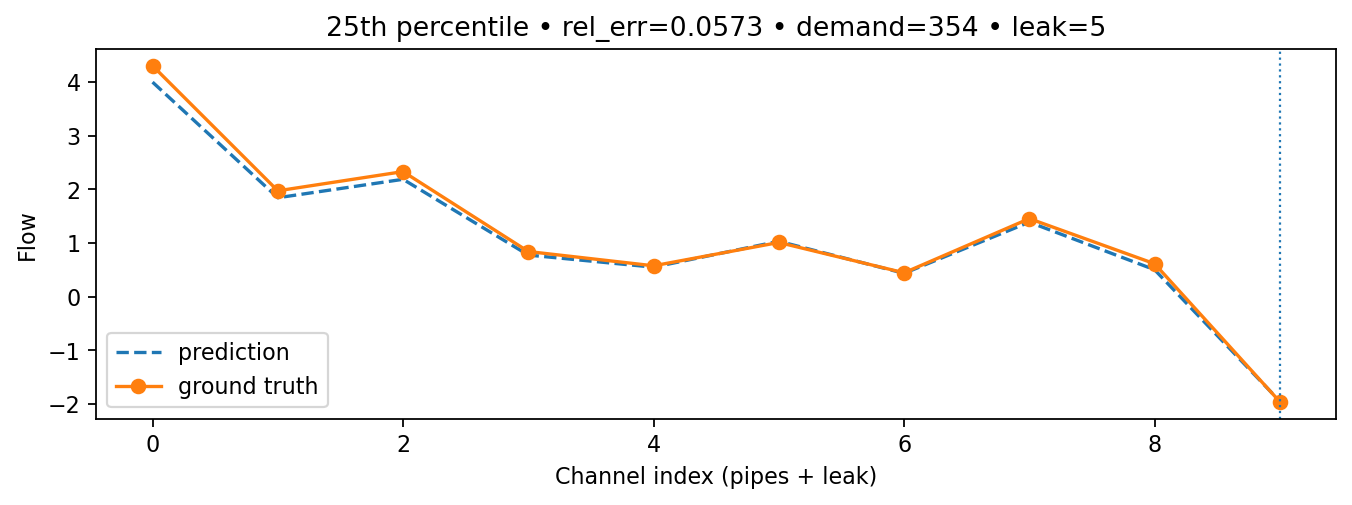 25th percentile • rel_err=0.0573 • demand=354 • leak=5
Flow
4
3
2
1
0
−1
−2
prediction
ground truth
0 2 4 6 8
Channel index (pipes + leak)